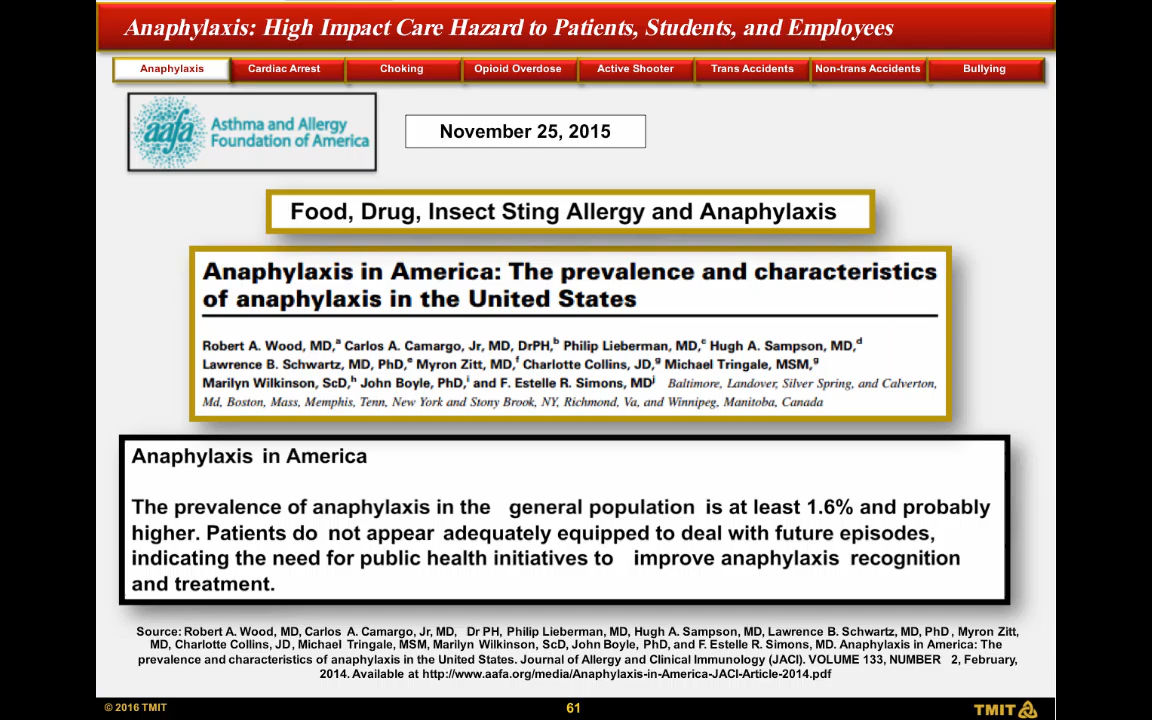 Anaphylaxis: High Impact Care Hazard to Patients, Students, and Employees
Anaphylaxis
Cardiac Arrest
Choking
Opioid Overdose
Active Shooter
Trans Accidents
Non-trans Accidents
Bullying
aafa
Asthma and Allergy
Foundation of America
November 25, 2015
Food, Drug, Insect Sting Allergy and Anaphylaxis
Anaphylaxis in America: The prevalence and characteristics
of anaphylaxis in the United States
Robert A. Wood, MD,a Carlos A. Camargo, Jr, MD, DrPH,b Philip Lieberman, MD,c Hugh A. Sampson, MD,d
Lawrence B. Schwartz, MD, PhD,e Myron Zitt, MD,f Charlotte Collins, JD,g Michael Tringale, MSM,g
Marilyn Wilkinson, ScD,h John Boyle, PhD,i and F. Estelle R. Simons, MDj Baltimore, Landover, Silver Spring, and Calverton,
Md, Boston, Mass, Memphis, Tenn, New York and Stony Brook, NY, Richmond, Va, and Winnipeg, Manitoba, Canada
Anaphylaxis in America
The prevalence of anaphylaxis in the general population is at least 1.6% and probably
higher. Patients do not appear adequately equipped to deal with future episodes,
indicating the need for public health initiatives to improve anaphylaxis recognition
and treatment.
Source: Robert A. Wood, MD, Carlos A. Camargo, Jr, MD, Dr PH, Philip Lieberman, MD, Hugh A. Sampson, MD, Lawrence B. Schwartz, MD, PhD, Myron Zitt,
MD, Charlotte Collins, JD, Michael Tringale, MSM, Marilyn Wilkinson, ScD, John Boyle, PhD, and F. Estelle R. Simons, MD. Anaphylaxis in America: The
prevalence and characteristics of anaphylaxis in the United States. Journal of Allergy and Clinical Immunology (JACI). VOLUME 133, NUMBER 2, February,
2014. Available at http://www.aafa.org/media/Anaphylaxis-in-America-JACI-Article-2014.pdf
© 2016 TMIT
61
TMIT